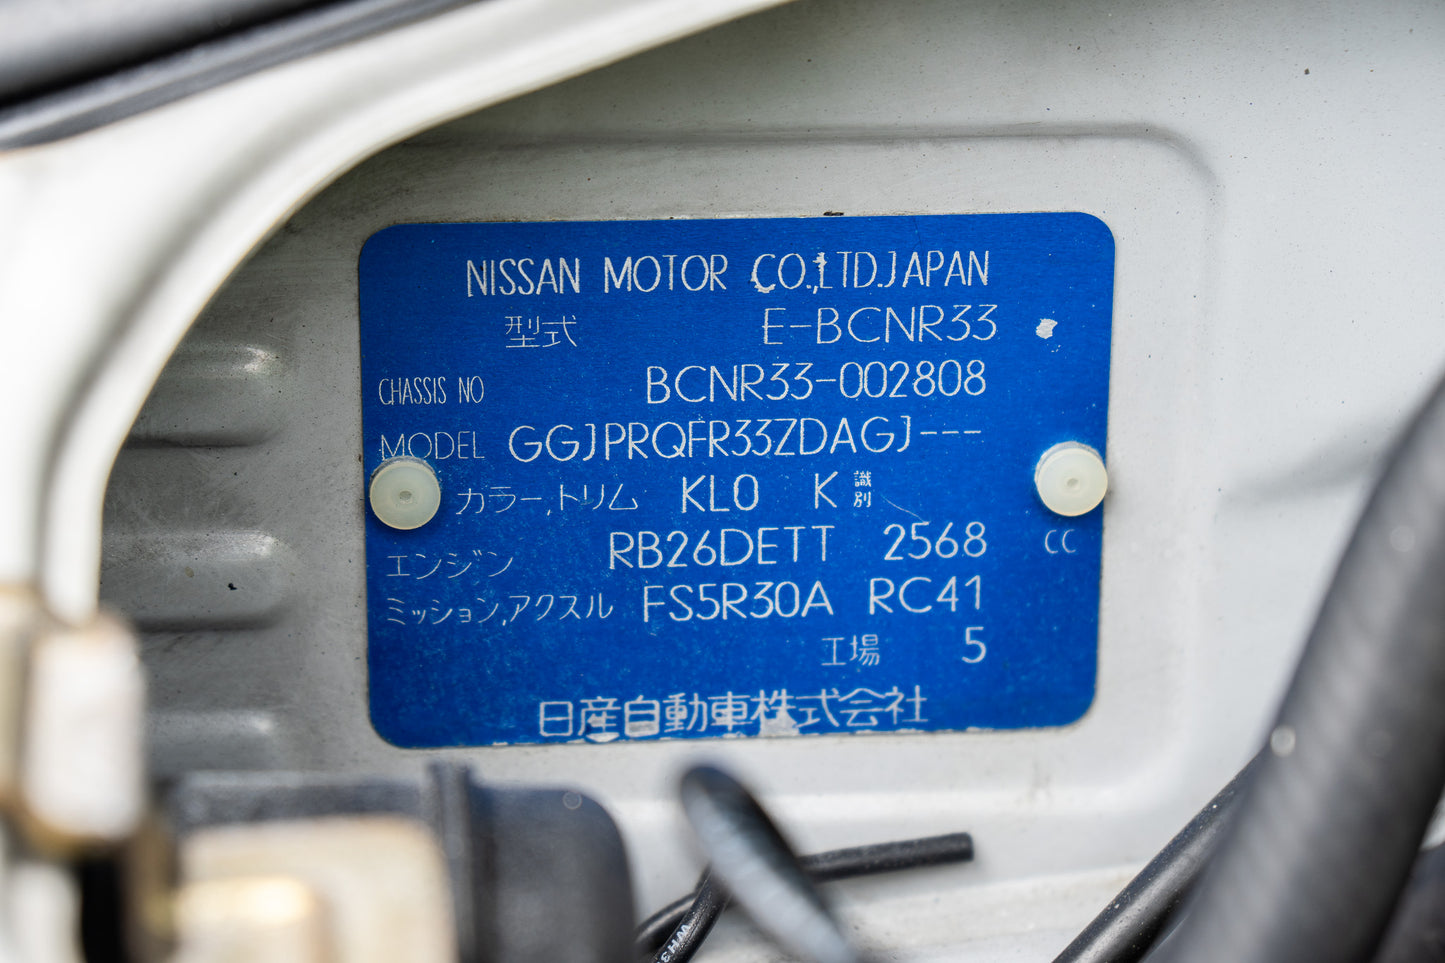 NISSAN MOTOR CO.,LTD.JAPAN
型式 E-BCNR33
CHASSIS NO BCNR33-002808
MODEL GGJPRQFR33ZDAGJ---
カラー,トリム KL0 K 識別
エンジン RB26DETT 2568 CC
ミッション,アクスル FS5R30A RC41
工場 5
日産自動車株式会社